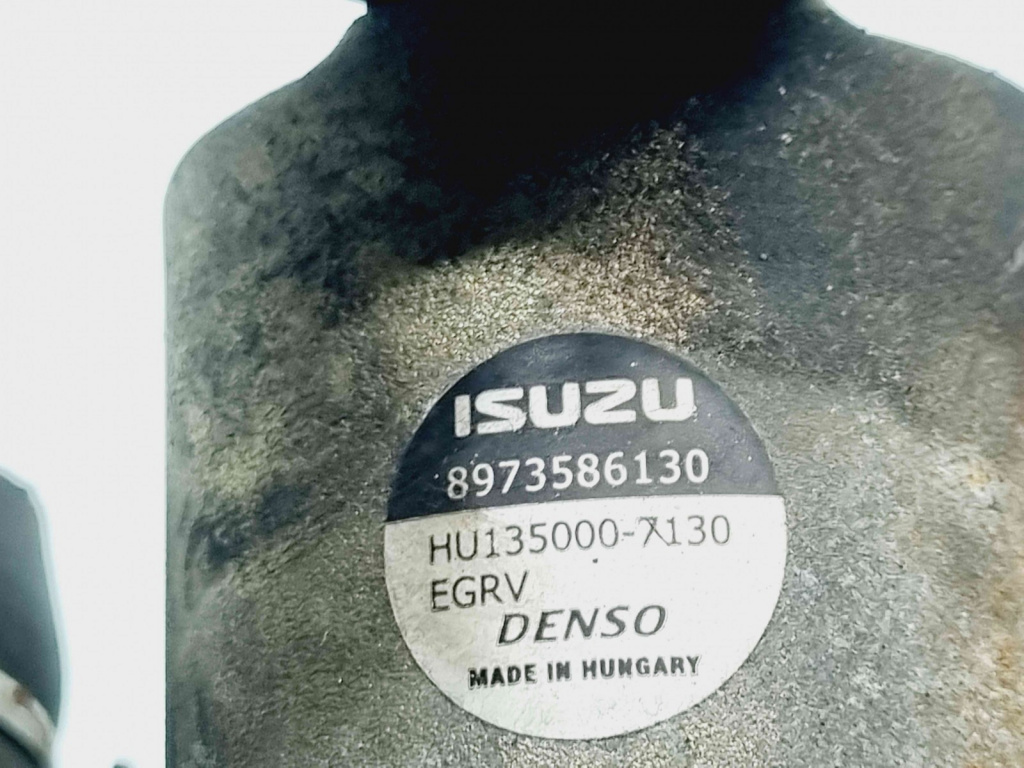 ISUZU
8973586130
HU135000-7130
EGRV
DENSO
MADE IN HUNGARY